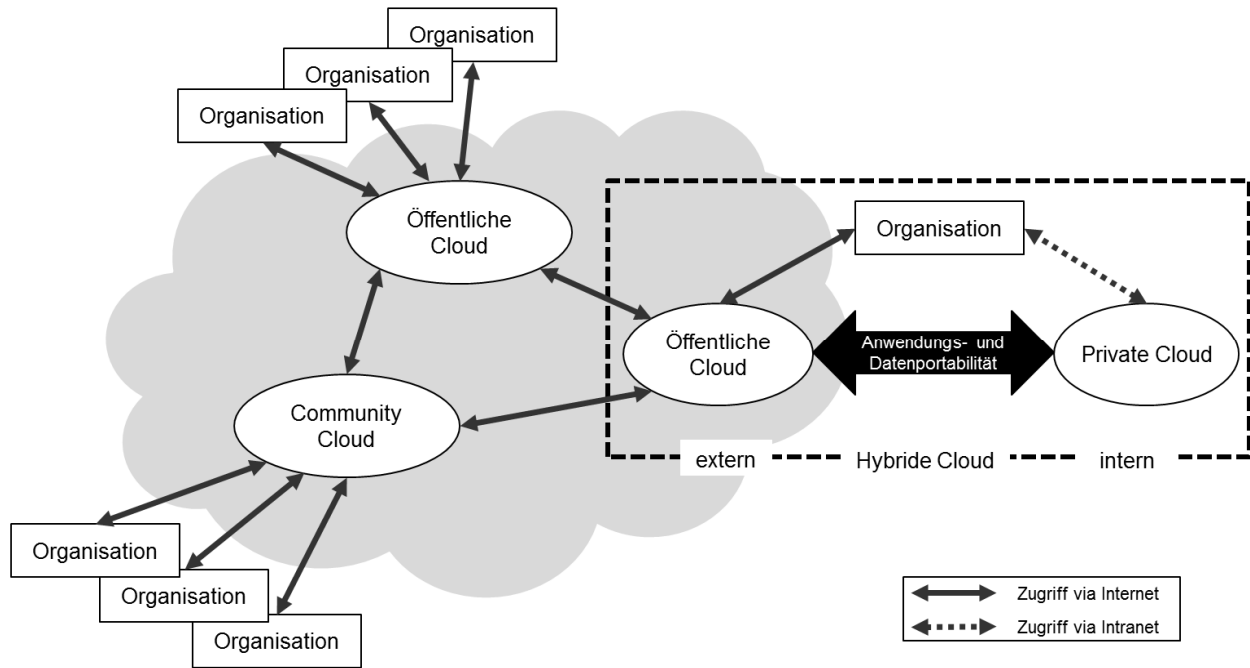 Organisation
Organisation
Organisation
Öffentliche
Cloud
Organisation
Öffentliche
Cloud
Anwendungs- und
Datenportabilität
Private Cloud
Community
Cloud
extern
Hybride Cloud
intern
Organisation
Organisation
Organisation
Zugriff via Internet
Zugriff via Intranet